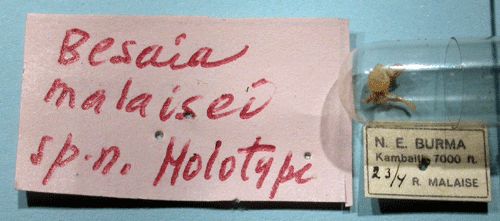 Besaia
malaisei
sp.n. Holotype
N. E. BURMA
Kambaiti, 7000 ft.
23/4 R. MALAISE